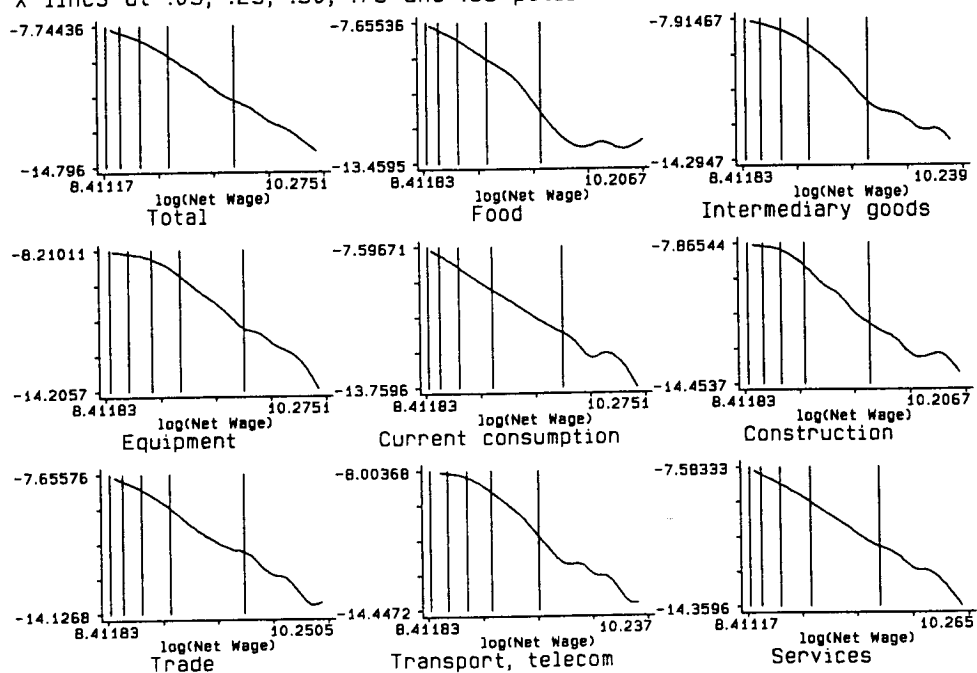 x lines at .05, .25, .50, .75 and .95
-7.74436
-14.796
8.41117 10.2751
log(Net Wage)
Total
-7.65536
-13.4595
8.41183 10.2067
log(Net Wage)
Food
-7.91467
-14.2947
8.41183 10.239
log(Net Wage)
Intermediary goods
-8.21011
-14.2057
8.41183 10.2751
log(Net Wage)
Equipment
-7.59671
-13.7596
8.41183 10.2751
log(Net Wage)
Current consumption
-7.86544
-14.4537
8.41183 10.2067
log(Net Wage)
Construction
-7.65576
-14.1268
8.41183 10.2505
log(Net Wage)
Trade
-8.00368
-14.4472
8.41183 10.237
log(Net Wage)
Transport, telecom
-7.58333
-14.3596
8.41117 10.265
log(Net Wage)
Services